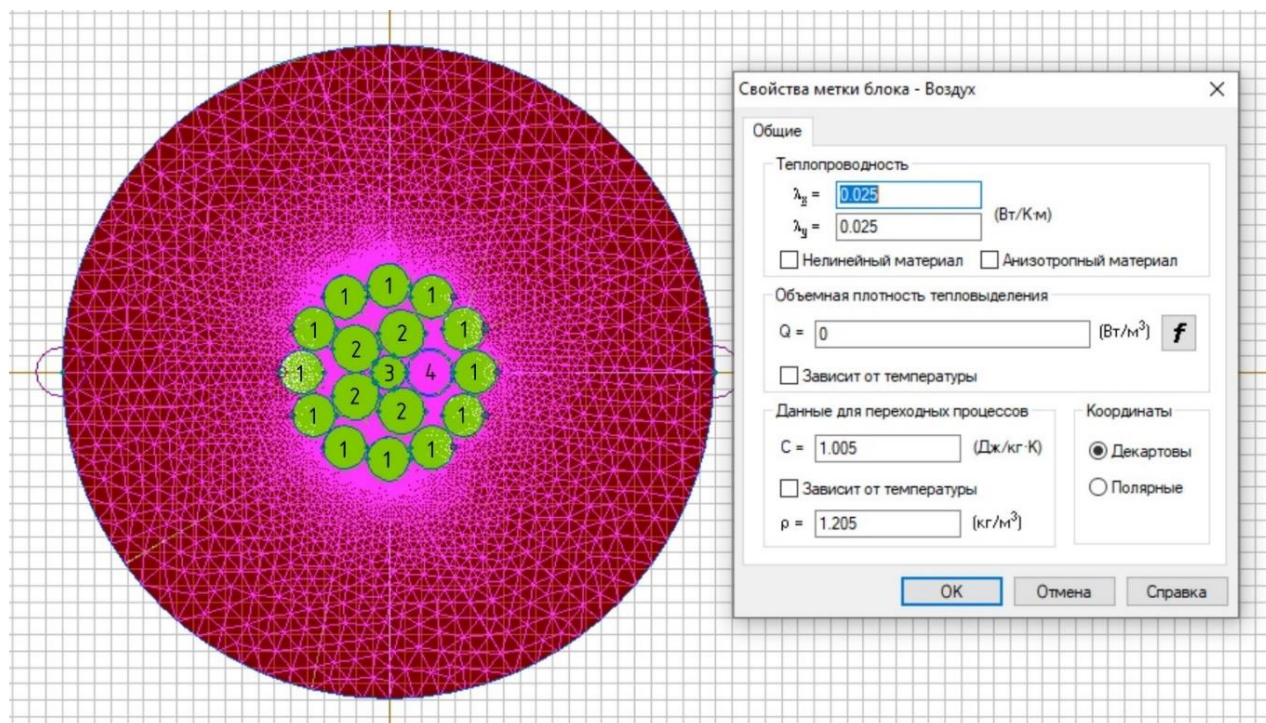 Свойства метки блока - Воздух
Общие
Теплопроводность
λx = 0.025
(Вт/К·м)
λy = 0.025
Нелинейный материал Анизотропный материал
Объемная плотность тепловыделения
Q = 0 (Вт/м³) f
Зависит от температуры
Данные для переходных процессов
C = 1.005 (Дж/кг·К)
Зависит от температуры
ρ = 1.205 (кг/м³)
Координаты
Декартовы
Полярные
OK Отмена Справка
1 1 1
1 2 2 1
1 2 3 4 1
1 2 1
1 1 1